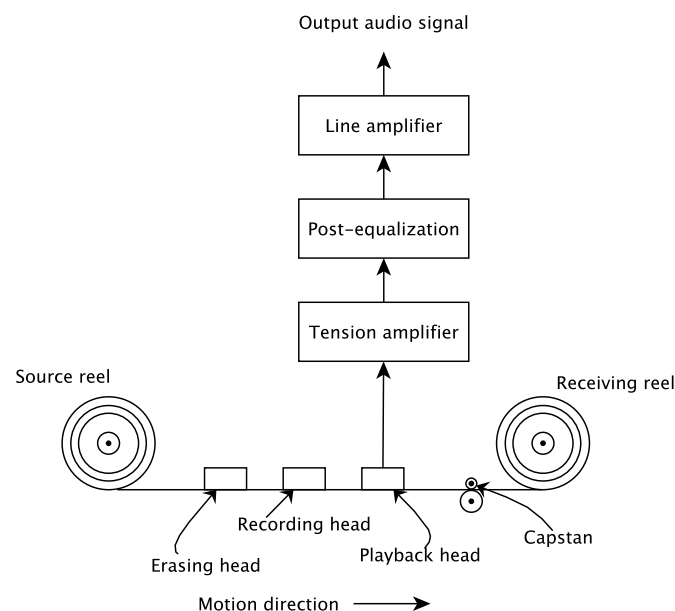 Output audio signal
Line amplifier
Post-equalization
Tension amplifier
Source reel
Receiving reel
Recording head
Capstan
Playback head
Erasing head
Motion direction